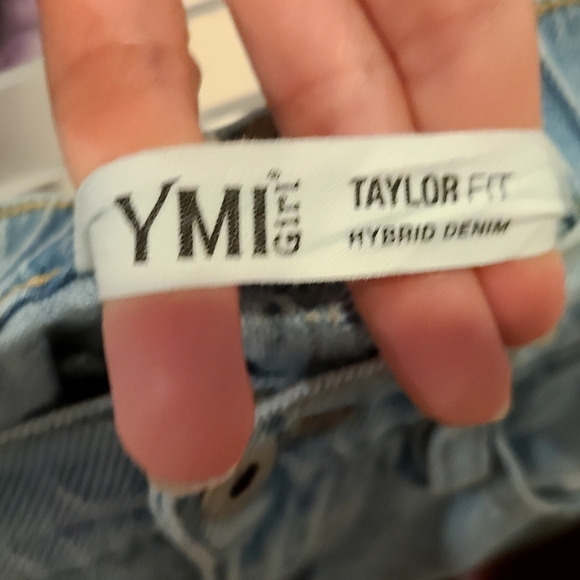 YMI Girl®
TAYLOR FIT
HYBRID DENIM